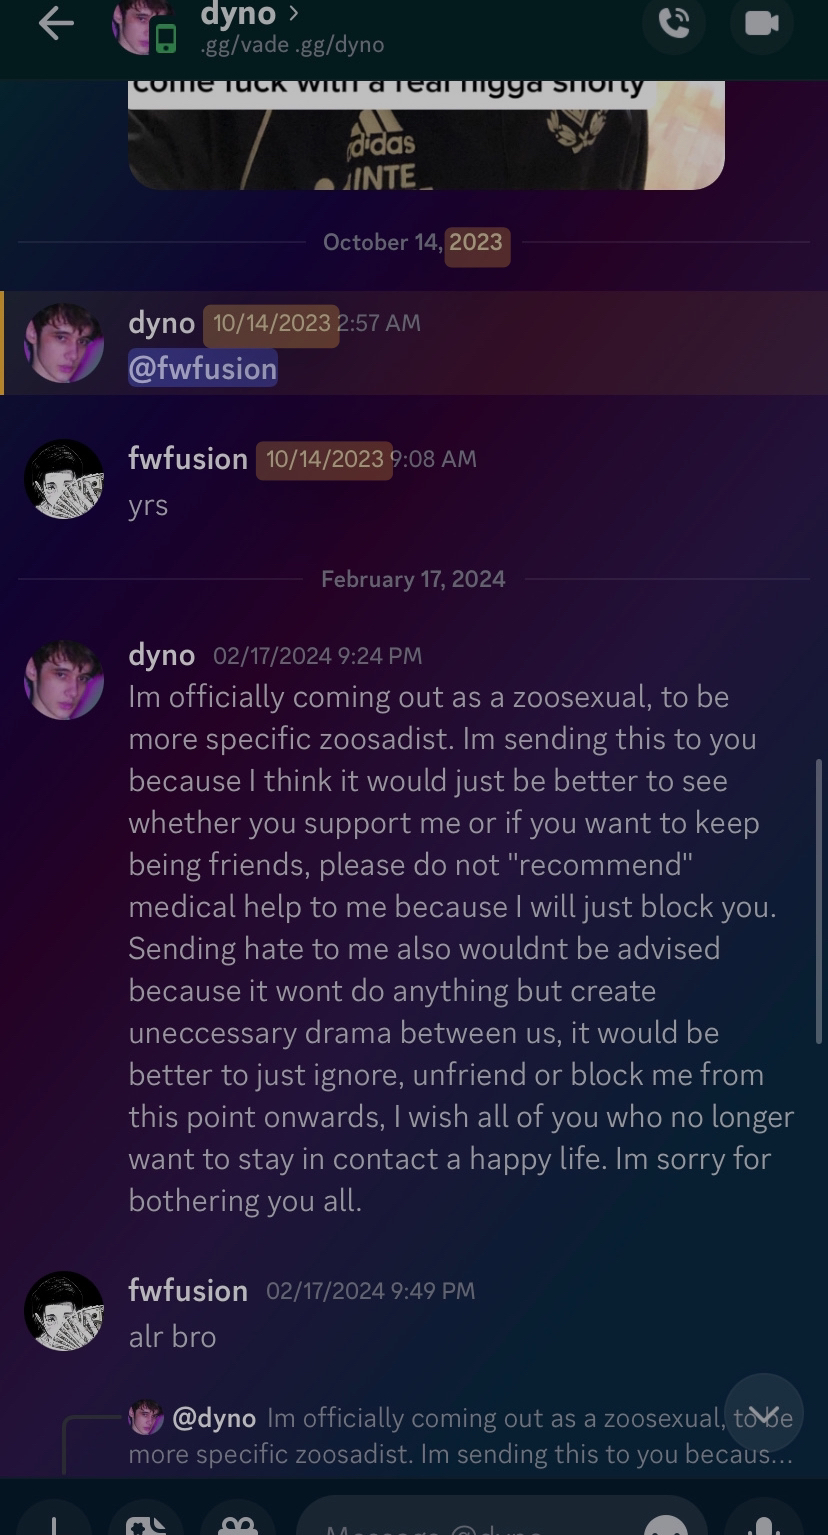 dyno
.gg/vade .gg/dyno
come fuck with a real nigga shorty
adidas
INTE
October 14, 2023
dyno 10/14/2023 2:57 AM
@fwfusion
fwfusion 10/14/2023 9:08 AM
yrs
February 17, 2024
dyno 02/17/2024 9:24 PM
Im officially coming out as a zoosexual, to be
more specific zoosadist. Im sending this to you
because I think it would just be better to see
whether you support me or if you want to keep
being friends, please do not "recommend"
medical help to me because I will just block you.
Sending hate to me also wouldnt be advised
because it wont do anything but create
uneccessary drama between us, it would be
better to just ignore, unfriend or block me from
this point onwards, I wish all of you who no longer
want to stay in contact a happy life. Im sorry for
bothering you all.
fwfusion 02/17/2024 9:49 PM
alr bro
@dyno Im officially coming out as a zoosexual, to be
more specific zoosadist. Im sending this to you becaus...
Message @dyno